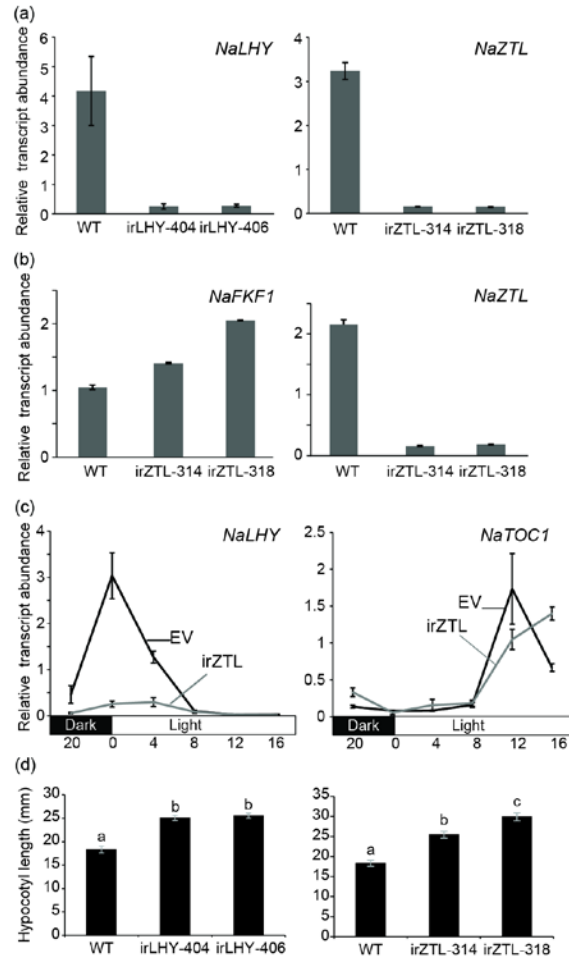 (a)
Relative transcript abundance
6
5
4
3
2
1
0
NaLHY
WT irLHY-404 irLHY-406
4
3
2
1
0
NaZTL
WT irZTL-314 irZTL-318
(b)
Relative transcript abundance
2
1
0
NaFKF1
WT irZTL-314 irZTL-318
2
1
0
NaZTL
WT irZTL-314 irZTL-318
(c)
Relative transcript abundance
4
3
2
1
0
NaLHY
EV
irZTL
Dark Light
20 0 4 8 12 16
2.5
2
1.5
1
0.5
0
NaTOC1
EV
irZTL
Dark Light
20 0 4 8 12 16
(d)
Hypocotyl length (mm)
30
25
20
15
10
5
0
a b b
WT irLHY-404 irLHY-406
35
30
25
20
15
10
5
0
a b c
WT irZTL-314 irZTL-318